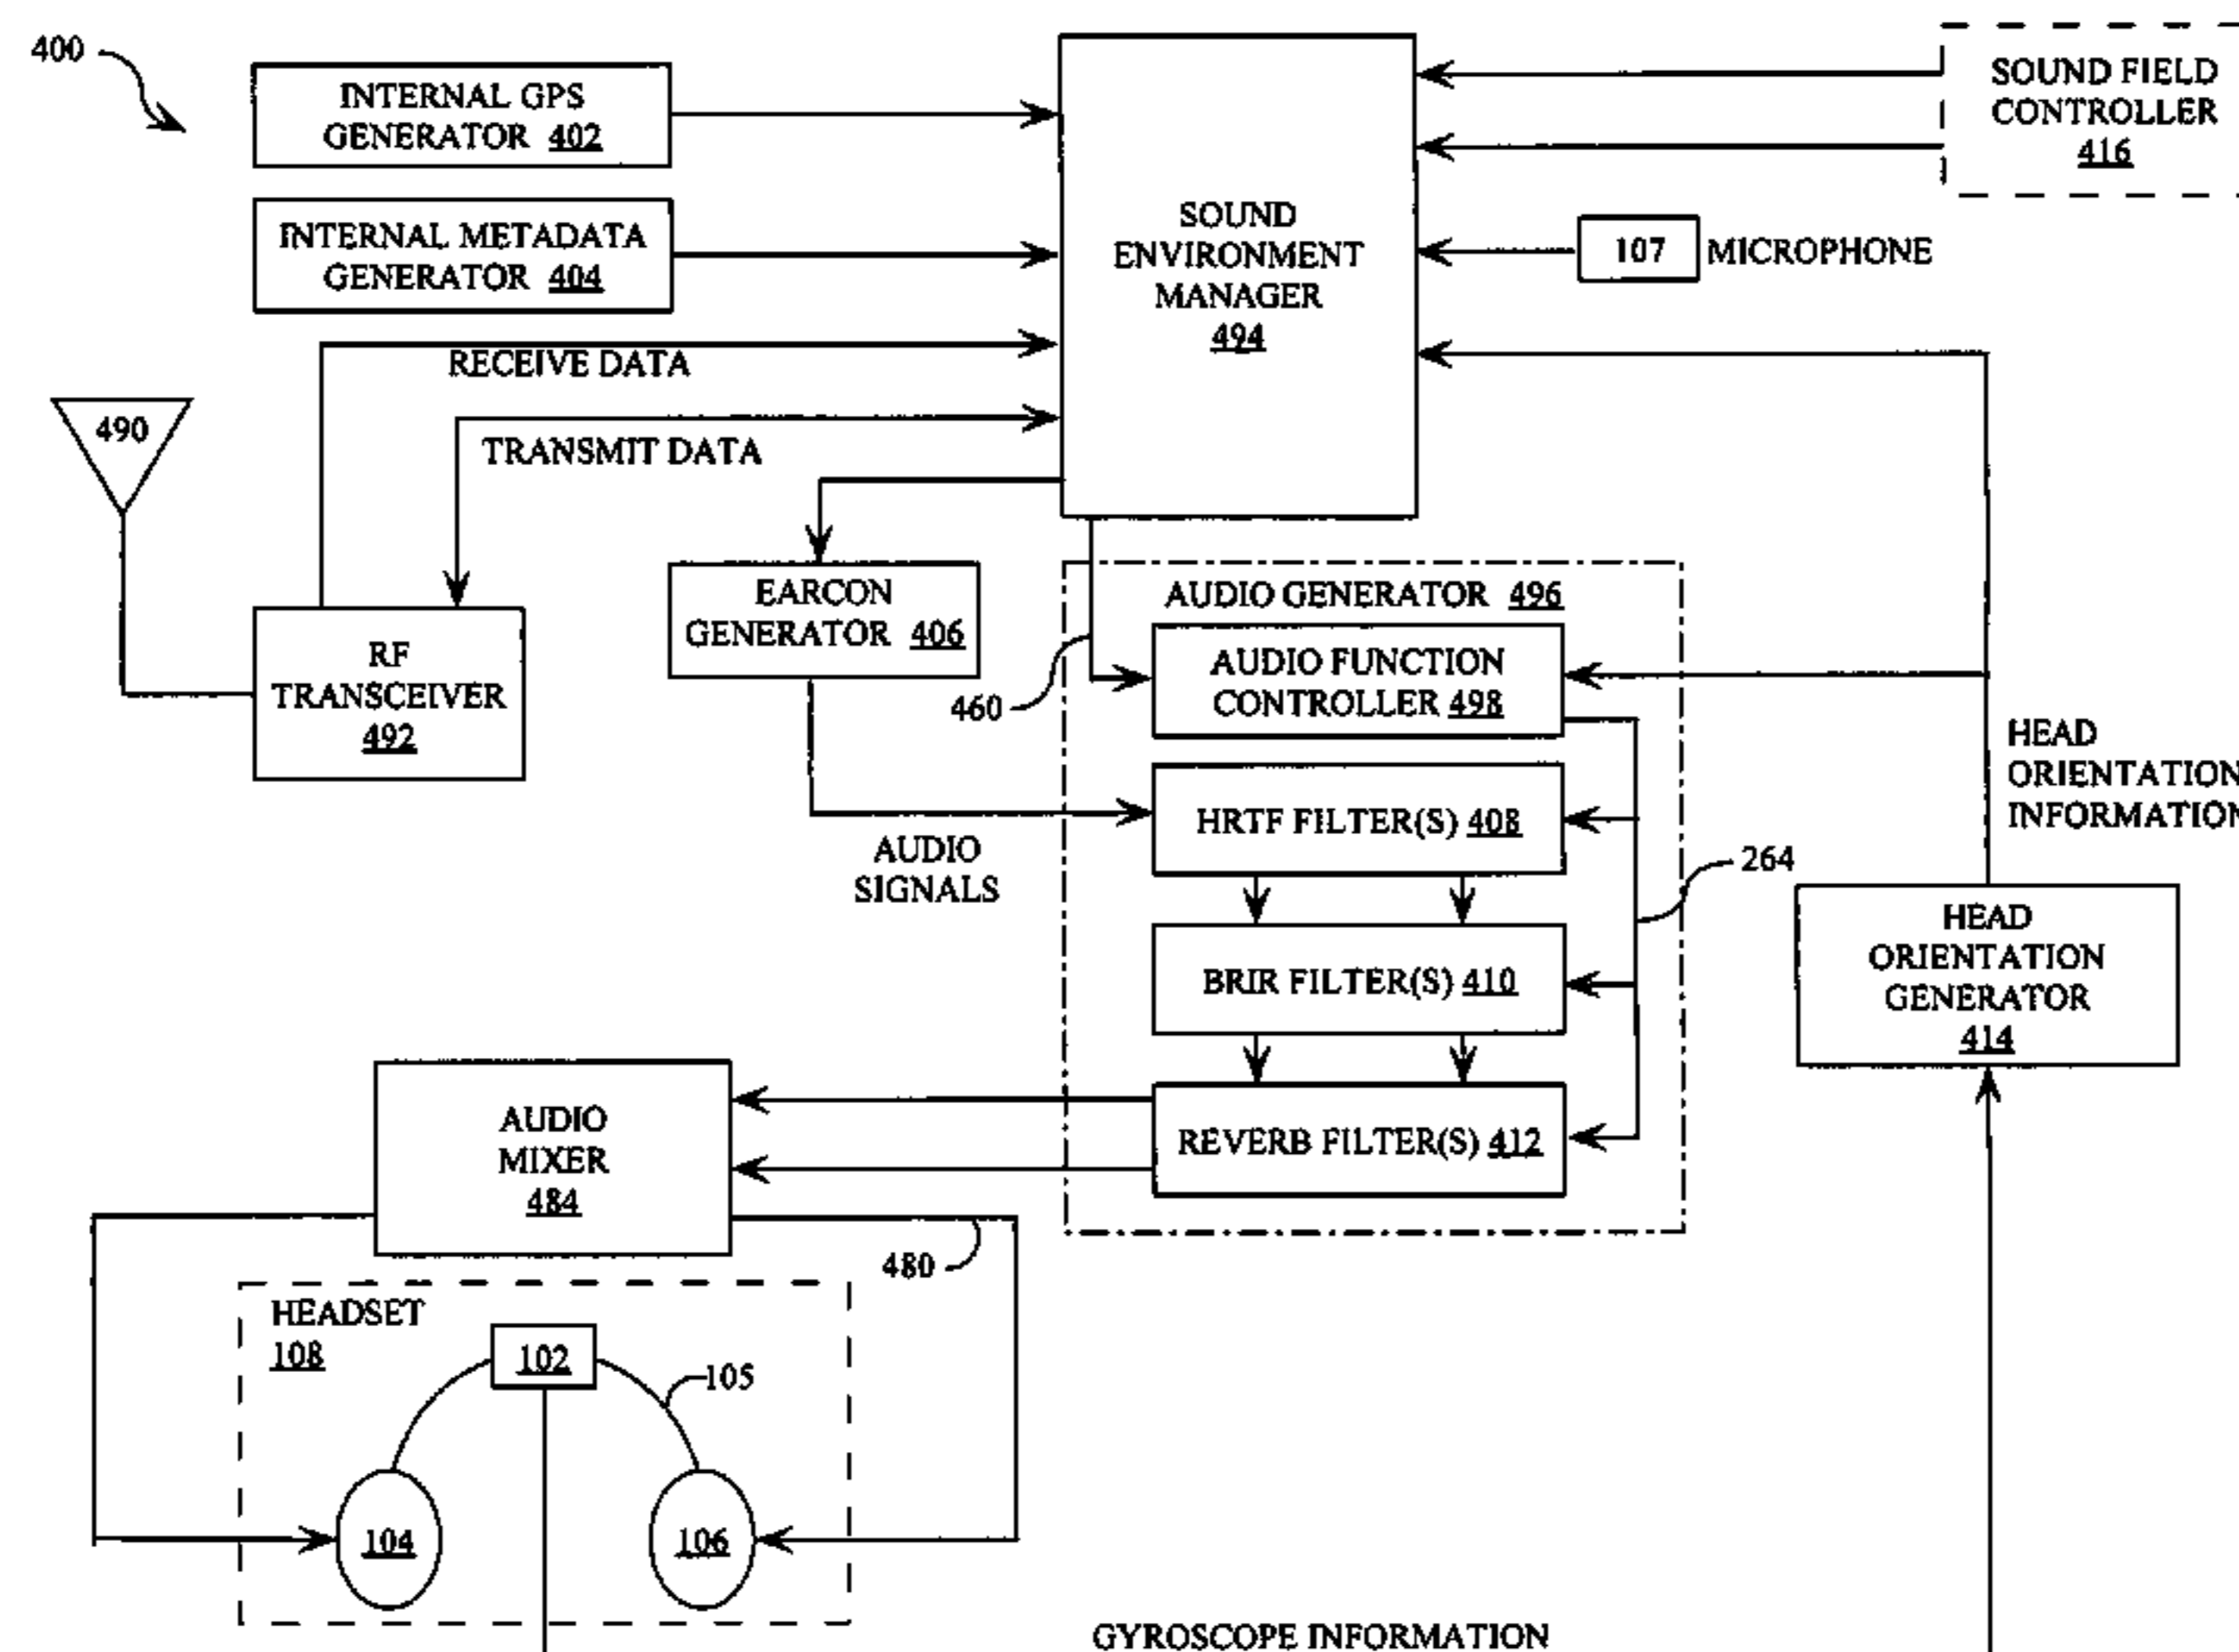 400
INTERNAL GPS
GENERATOR 402
INTERNAL METADATA
GENERATOR 404
SOUND
ENVIRONMENT
MANAGER
494
SOUND FIELD
CONTROLLER
416
107 MICROPHONE
RECEIVE DATA
TRANSMIT DATA
490
RF
TRANSCEIVER
492
EARCON
GENERATOR 406
460
AUDIO GENERATOR 496
AUDIO FUNCTION
CONTROLLER 498
HRTF FILTER(S) 408
AUDIO
SIGNALS
BRIR FILTER(S) 410
REVERB FILTER(S) 412
264
HEAD
ORIENTATION
INFORMATION
HEAD
ORIENTATION
GENERATOR
414
AUDIO
MIXER
484
480
HEADSET
108
102
105
104
106
GYROSCOPE INFORMATION